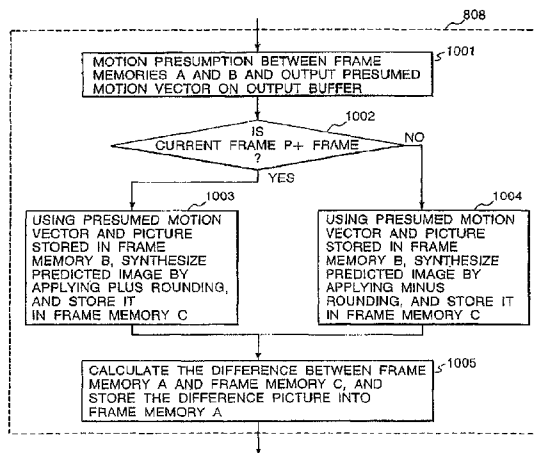 808
1001
MOTION PRESUMPTION BETWEEN FRAME
MEMORIES A AND B AND OUTPUT PRESUMED
MOTION VECTOR ON OUTPUT BUFFER
1002
IS
CURRENT FRAME P+ FRAME
?
NO
YES
1003
USING PRESUMED MOTION
VECTOR AND PICTURE
STORED IN FRAME
MEMORY B, SYNTHESIZE
PREDICTED IMAGE BY
APPLYING PLUS ROUNDING,
AND STORE IT
IN FRAME MEMORY C
1004
USING PRESUMED MOTION
VECTOR AND PICTURE
STORED IN FRAME
MEMORY B, SYNTHESIZE
PREDICTED IMAGE BY
APPLYING MINUS
ROUNDING, AND STORE IT
IN FRAME MEMORY C
1005
CALCULATE THE DIFFERENCE BETWEEN FRAME
MEMORY A AND FRAME MEMORY C, AND
STORE THE DIFFERENCE PICTURE INTO
FRAME MEMORY A